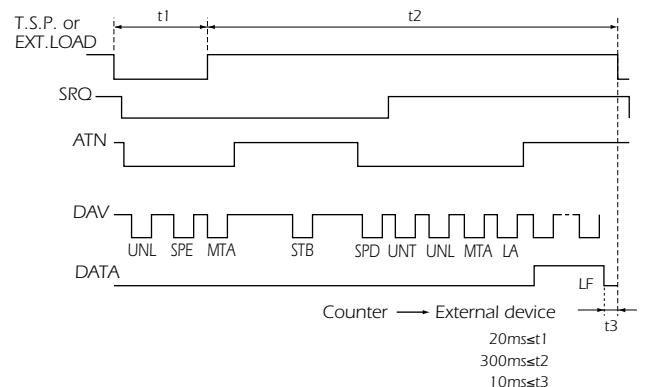 T.S.P. or
EXT.LOAD
t1
t2
SRQ
ATN
DAV
UNL SPE MTA STB SPD UNT UNL MTA LA
DATA
LF
Counter → External device
t3
20ms≤t1
300ms≤t2
10ms≤t3